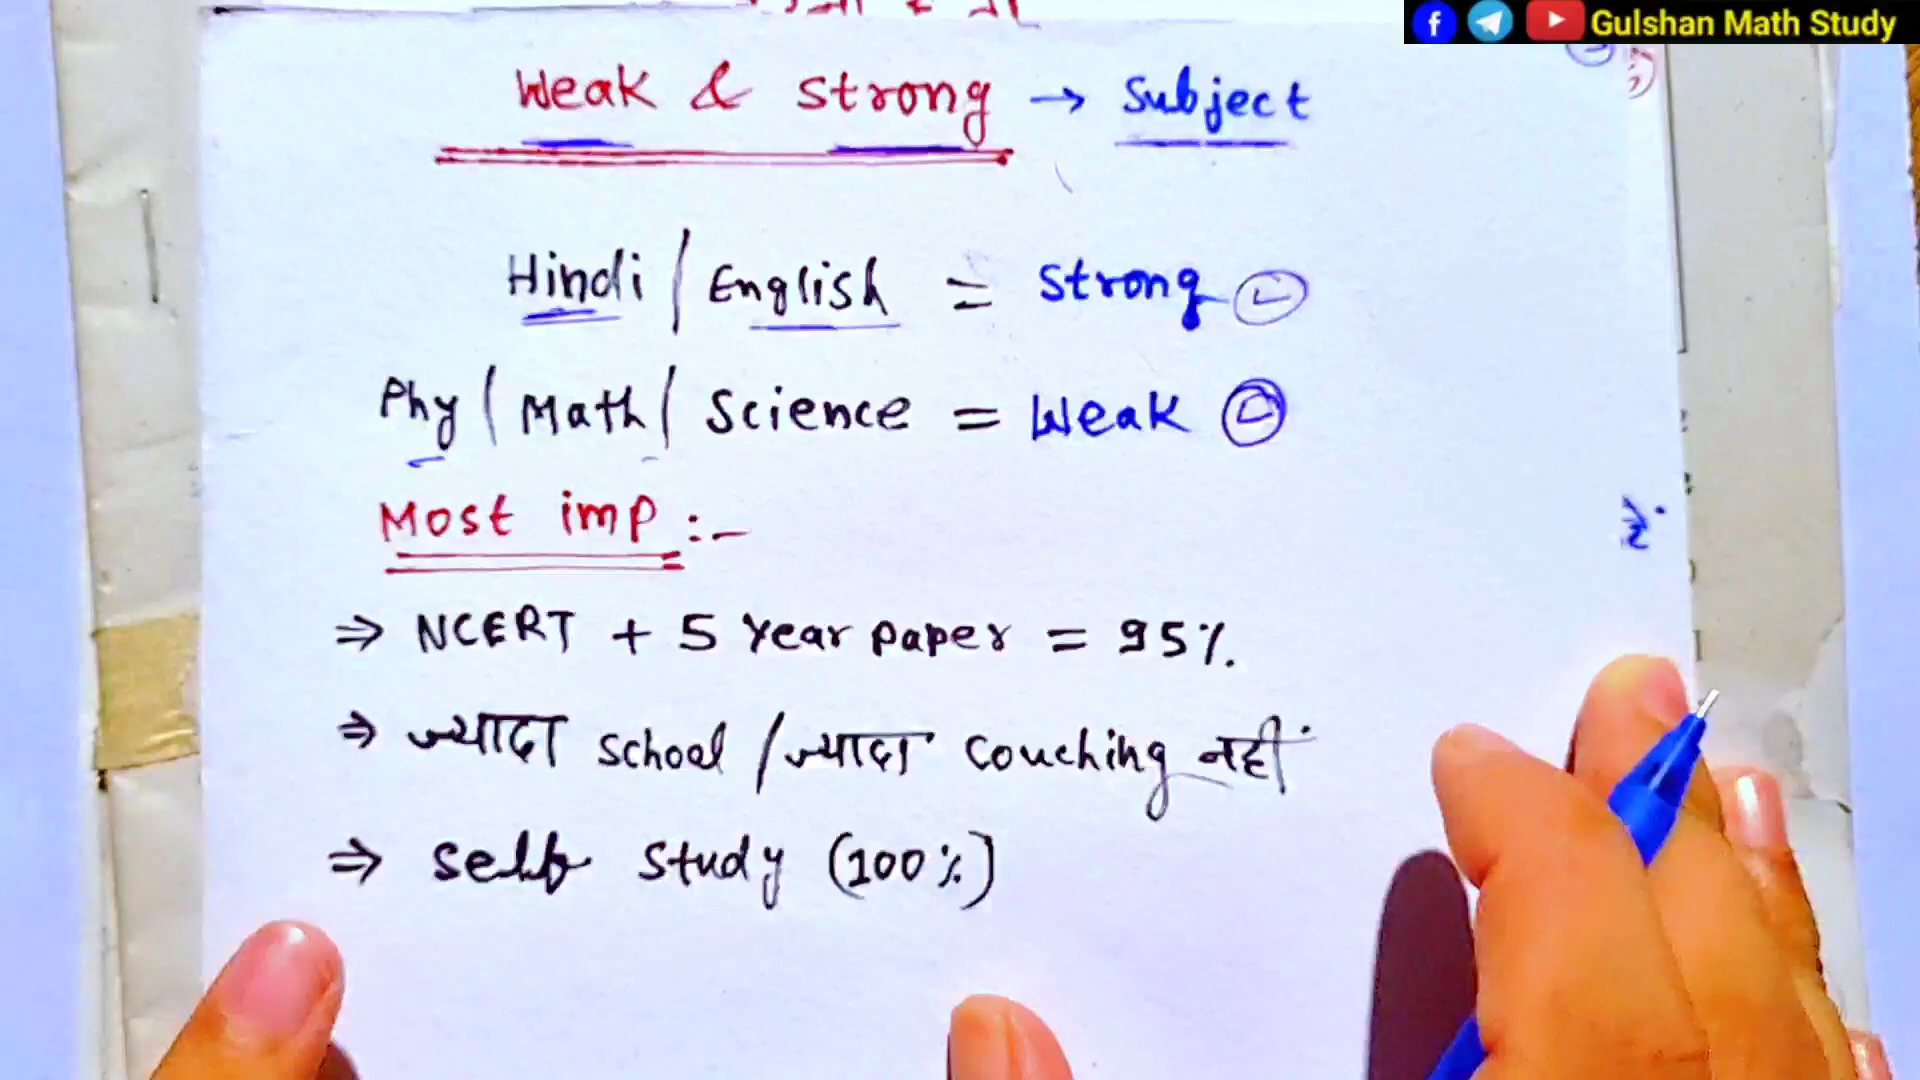 Gulshan Math Study
Weak & Strong → Subject
Hindi / English = Strong
Phy / Math / Science = Weak
Most imp :-
⇒ NCERT + 5 Year paper = 95%.
⇒ ज्यादा school / ज्यादा couching नहीं
⇒ Self Study (100%)